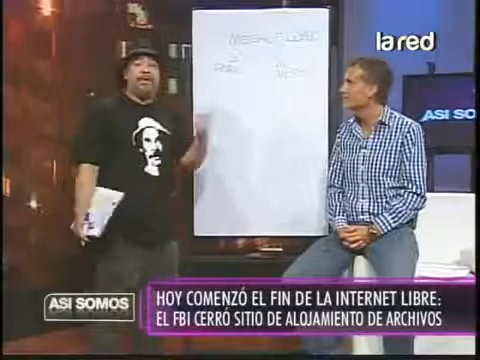 la red
ASI SO
ASI SOMOS
HOY COMENZÓ EL FIN DE LA INTERNET LIBRE:
EL FBI CERRÓ SITIO DE ALOJAMIENTO DE ARCHIVOS